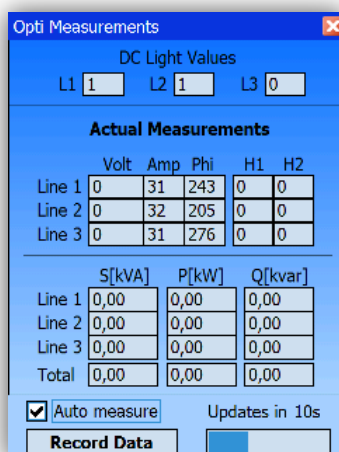 Opti Measurements
DC Light Values
L1 1 L2 1 L3 0
Actual Measurements
Volt Amp Phi H1 H2
Line 1 0 31 243 0 0
Line 2 0 32 205 0 0
Line 3 0 31 276 0 0
S[kVA] P[kW] Q[kvar]
Line 1 0,00 0,00 0,00
Line 2 0,00 0,00 0,00
Line 3 0,00 0,00 0,00
Total 0,00 0,00 0,00
Auto measure Updates in 10s
Record Data